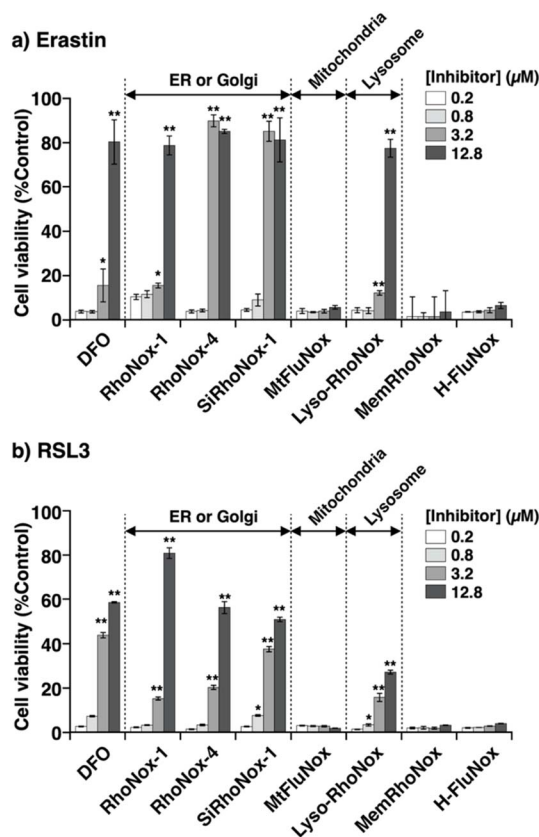 a) Erastin
Mitochondria
Lysosome
ER or Golgi
[Inhibitor] (μM)
0.2
0.8
3.2
12.8
Cell viability (%Control)
100
80
60
40
20
0
*
**
*
**
**
**
**
**
**
**
DFO
RhoNox-1
RhoNox-4
SiRhoNox-1
MtFluNox
Lyso-RhoNox
MemRhoNox
H-FluNox
b) RSL3
Mitochondria
Lysosome
ER or Golgi
[Inhibitor] (μM)
0.2
0.8
3.2
12.8
Cell viability (%Control)
100
80
60
40
20
0
**
**
**
**
**
**
*
**
**
*
**
**
DFO
RhoNox-1
RhoNox-4
SiRhoNox-1
MtFluNox
Lyso-RhoNox
MemRhoNox
H-FluNox